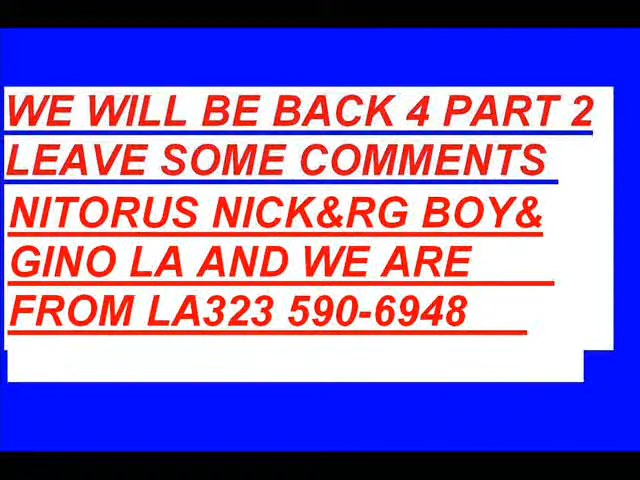 WE WILL BE BACK 4 PART 2
LEAVE SOME COMMENTS
NITORUS NICK&RG BOY&
GINO LA AND WE ARE
FROM LA323 590-6948